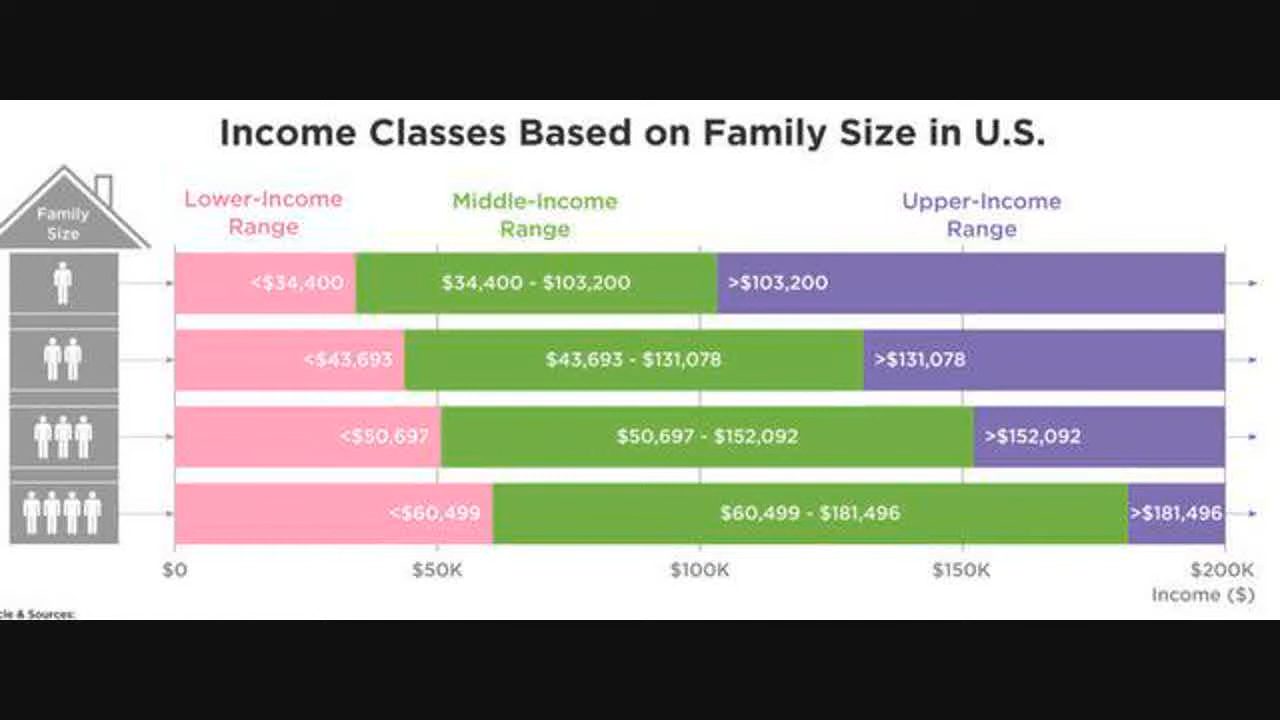 Income Classes Based on Family Size in U.S.
Family
Size
Lower-Income
Range
Middle-Income
Range
Upper-Income
Range
<$34,400
$34,400 - $103,200
>$103,200
<$43,693
$43,693 - $131,078
>$131,078
<$50,697
$50,697 - $152,092
>$152,092
<$60,499
$60,499 - $181,496
>$181,496
$0
$50K
$100K
$150K
$200K
Income ($)
& Sources: